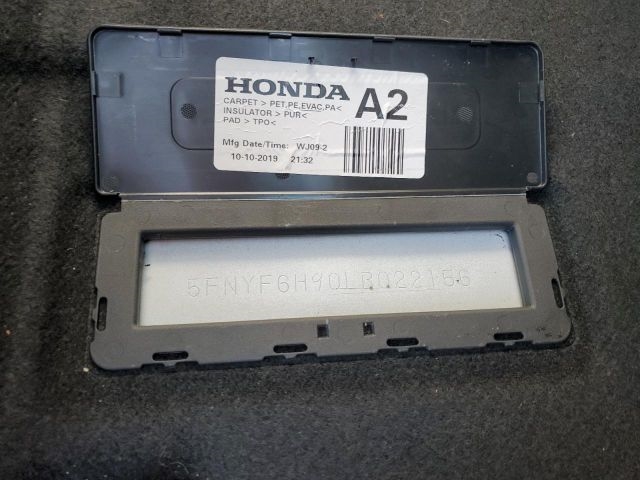 HONDA A2
CARPET > PET,PE,EVAC,PA<
INSULATOR > PUR<
PAD > TPO<
Mfg Date/Time: WJ09-2
10-10-2019 21:32
5FNYF6H90LB022156